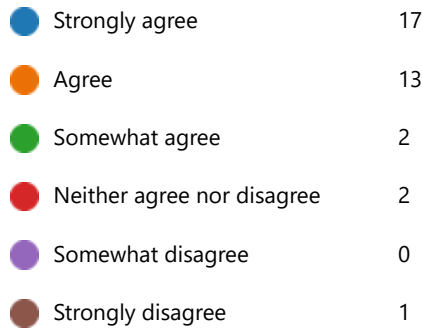 Strongly agree 17
Agree 13
Somewhat agree 2
Neither agree nor disagree 2
Somewhat disagree 0
Strongly disagree 1